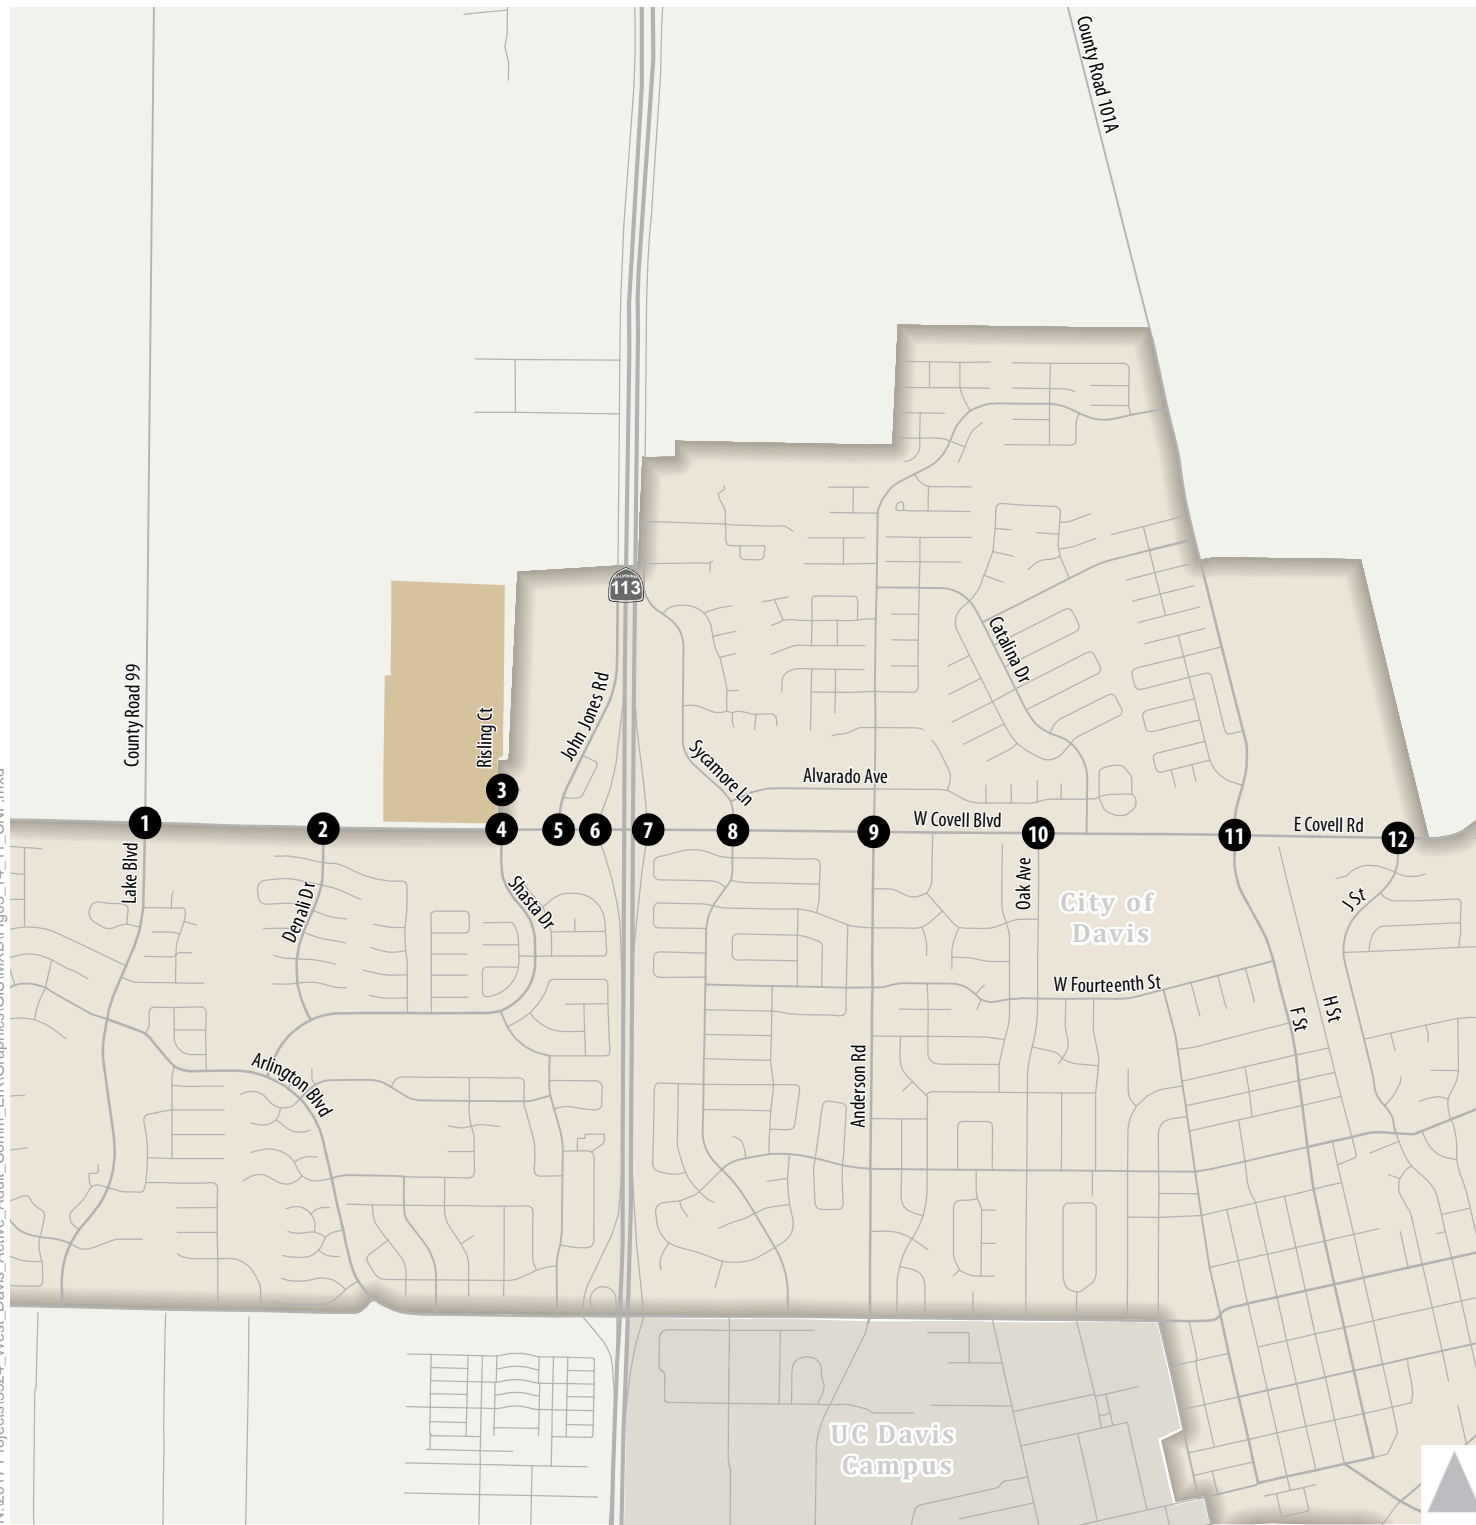 County Road 101A
CALIFORNIA
113
County Road 99
Risling Ct
John Jones Rd
Catalina Dr
Sycamore Ln
Alvarado Ave
W Covell Blvd
E Covell Rd
1
2
3
4
5
6
7
8
9
10
11
12
Lake Blvd
Denali Dr
Shasta Dr
Oak Ave
City of
Davis
J St
W Fourteenth St
F St
H St
Arlington Blvd
Anderson Rd
UC Davis
Campus